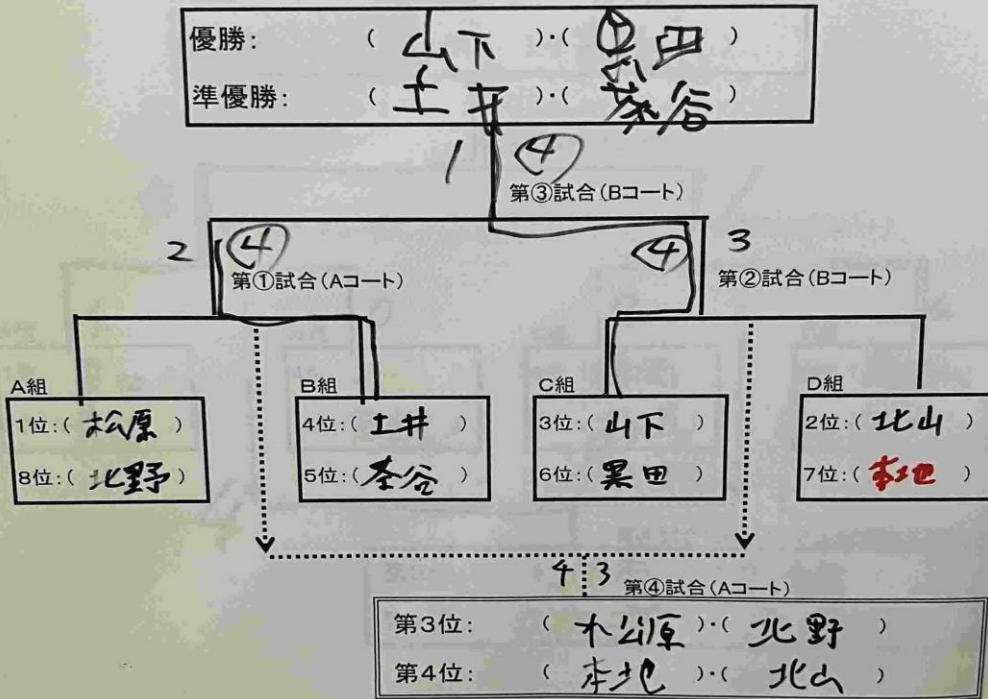 優勝: ( 山下 )・( 黒田 )
準優勝: ( 土井 )・( 茶谷 )
1 ④
第③試合(Bコート)
2 ④ ④ 3
第①試合(Aコート) 第②試合(Bコート)
A組 B組 C組 D組
1位:( 松原 ) 4位:( 土井 ) 3位:( 山下 ) 2位:( 北山 )
8位:( 北野 ) 5位:( 茶谷 ) 6位:( 黒田 ) 7位:( 本地 )
4 3 第④試合(Aコート)
第3位: ( 松原 )・( 北野 )
第4位: ( 本地 )・( 北山 )